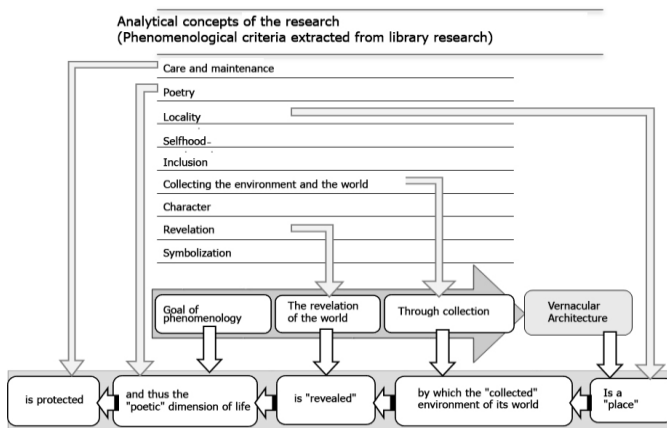 Analytical concepts of the research
(Phenomenological criteria extracted from library research)
Care and maintenance
Poetry
Locality
Selfhood
Inclusion
Collecting the environment and the world
Character
Revelation
Symbolization
Goal of
phenomenology
The revelation
of the world
Through collection
Vernacular
Architecture
is protected
and thus the
"poetic" dimension of life
is "revealed"
by which the "collected"
environment of its world
Is a
"place"